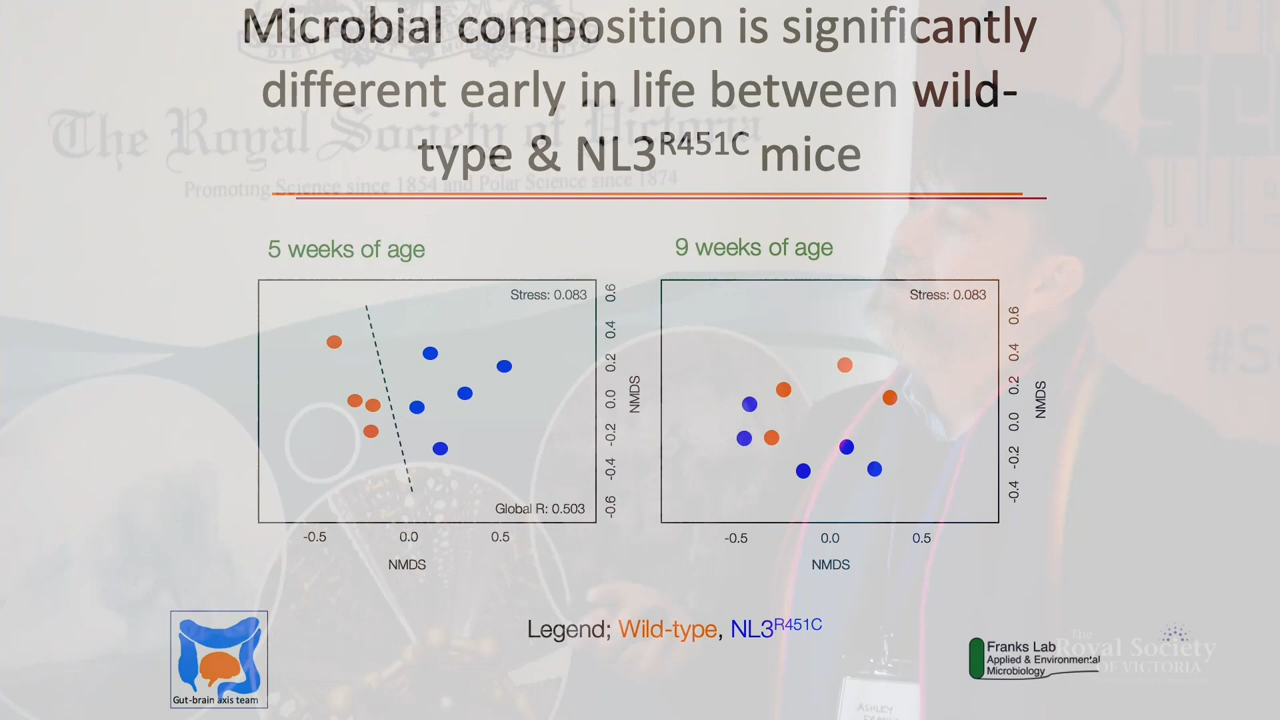 Microbial composition is significantly
different early in life between wild-
type & NL3R451C mice
The Royal Society of Victoria
Promoting Science since 1854 and Polar Science since 1874
5 weeks of age
9 weeks of age
Stress: 0.083
0.6
0.4
0.2
0.0
-0.2
-0.4
-0.6
NMDS
Global R: 0.503
-0.5
0.0
0.5
NMDS
Stress: 0.083
0.6
0.4
0.2
0.0
-0.2
-0.4
NMDS
-0.5
0.0
0.5
NMDS
Legend; Wild-type, NL3R451C
Gut-brain axis team
Franks Lab
Applied & Environmental
Microbiology
The
Royal Society
OF VICTORIA
ASHLEY